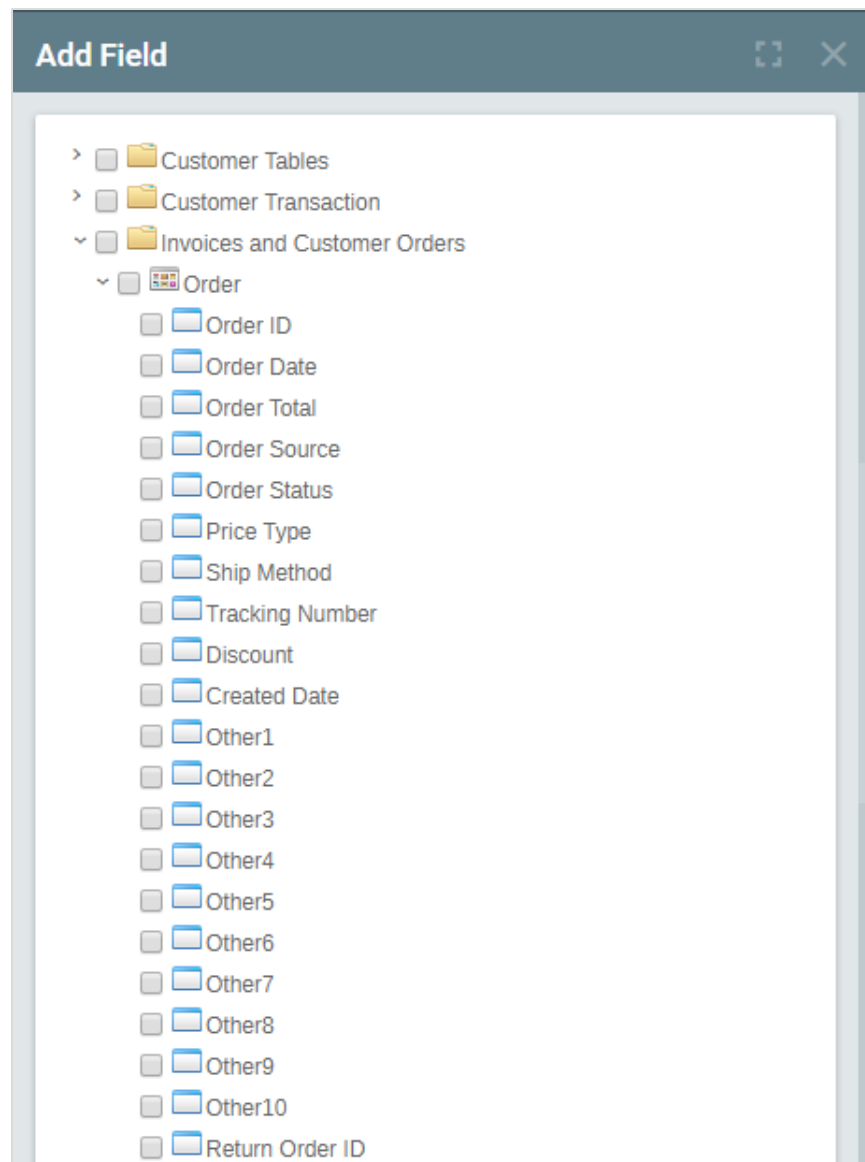 Add Field
Customer Tables
Customer Transaction
Invoices and Customer Orders
Order
Order ID
Order Date
Order Total
Order Source
Order Status
Price Type
Ship Method
Tracking Number
Discount
Created Date
Other1
Other2
Other3
Other4
Other5
Other6
Other7
Other8
Other9
Other10
Return Order ID